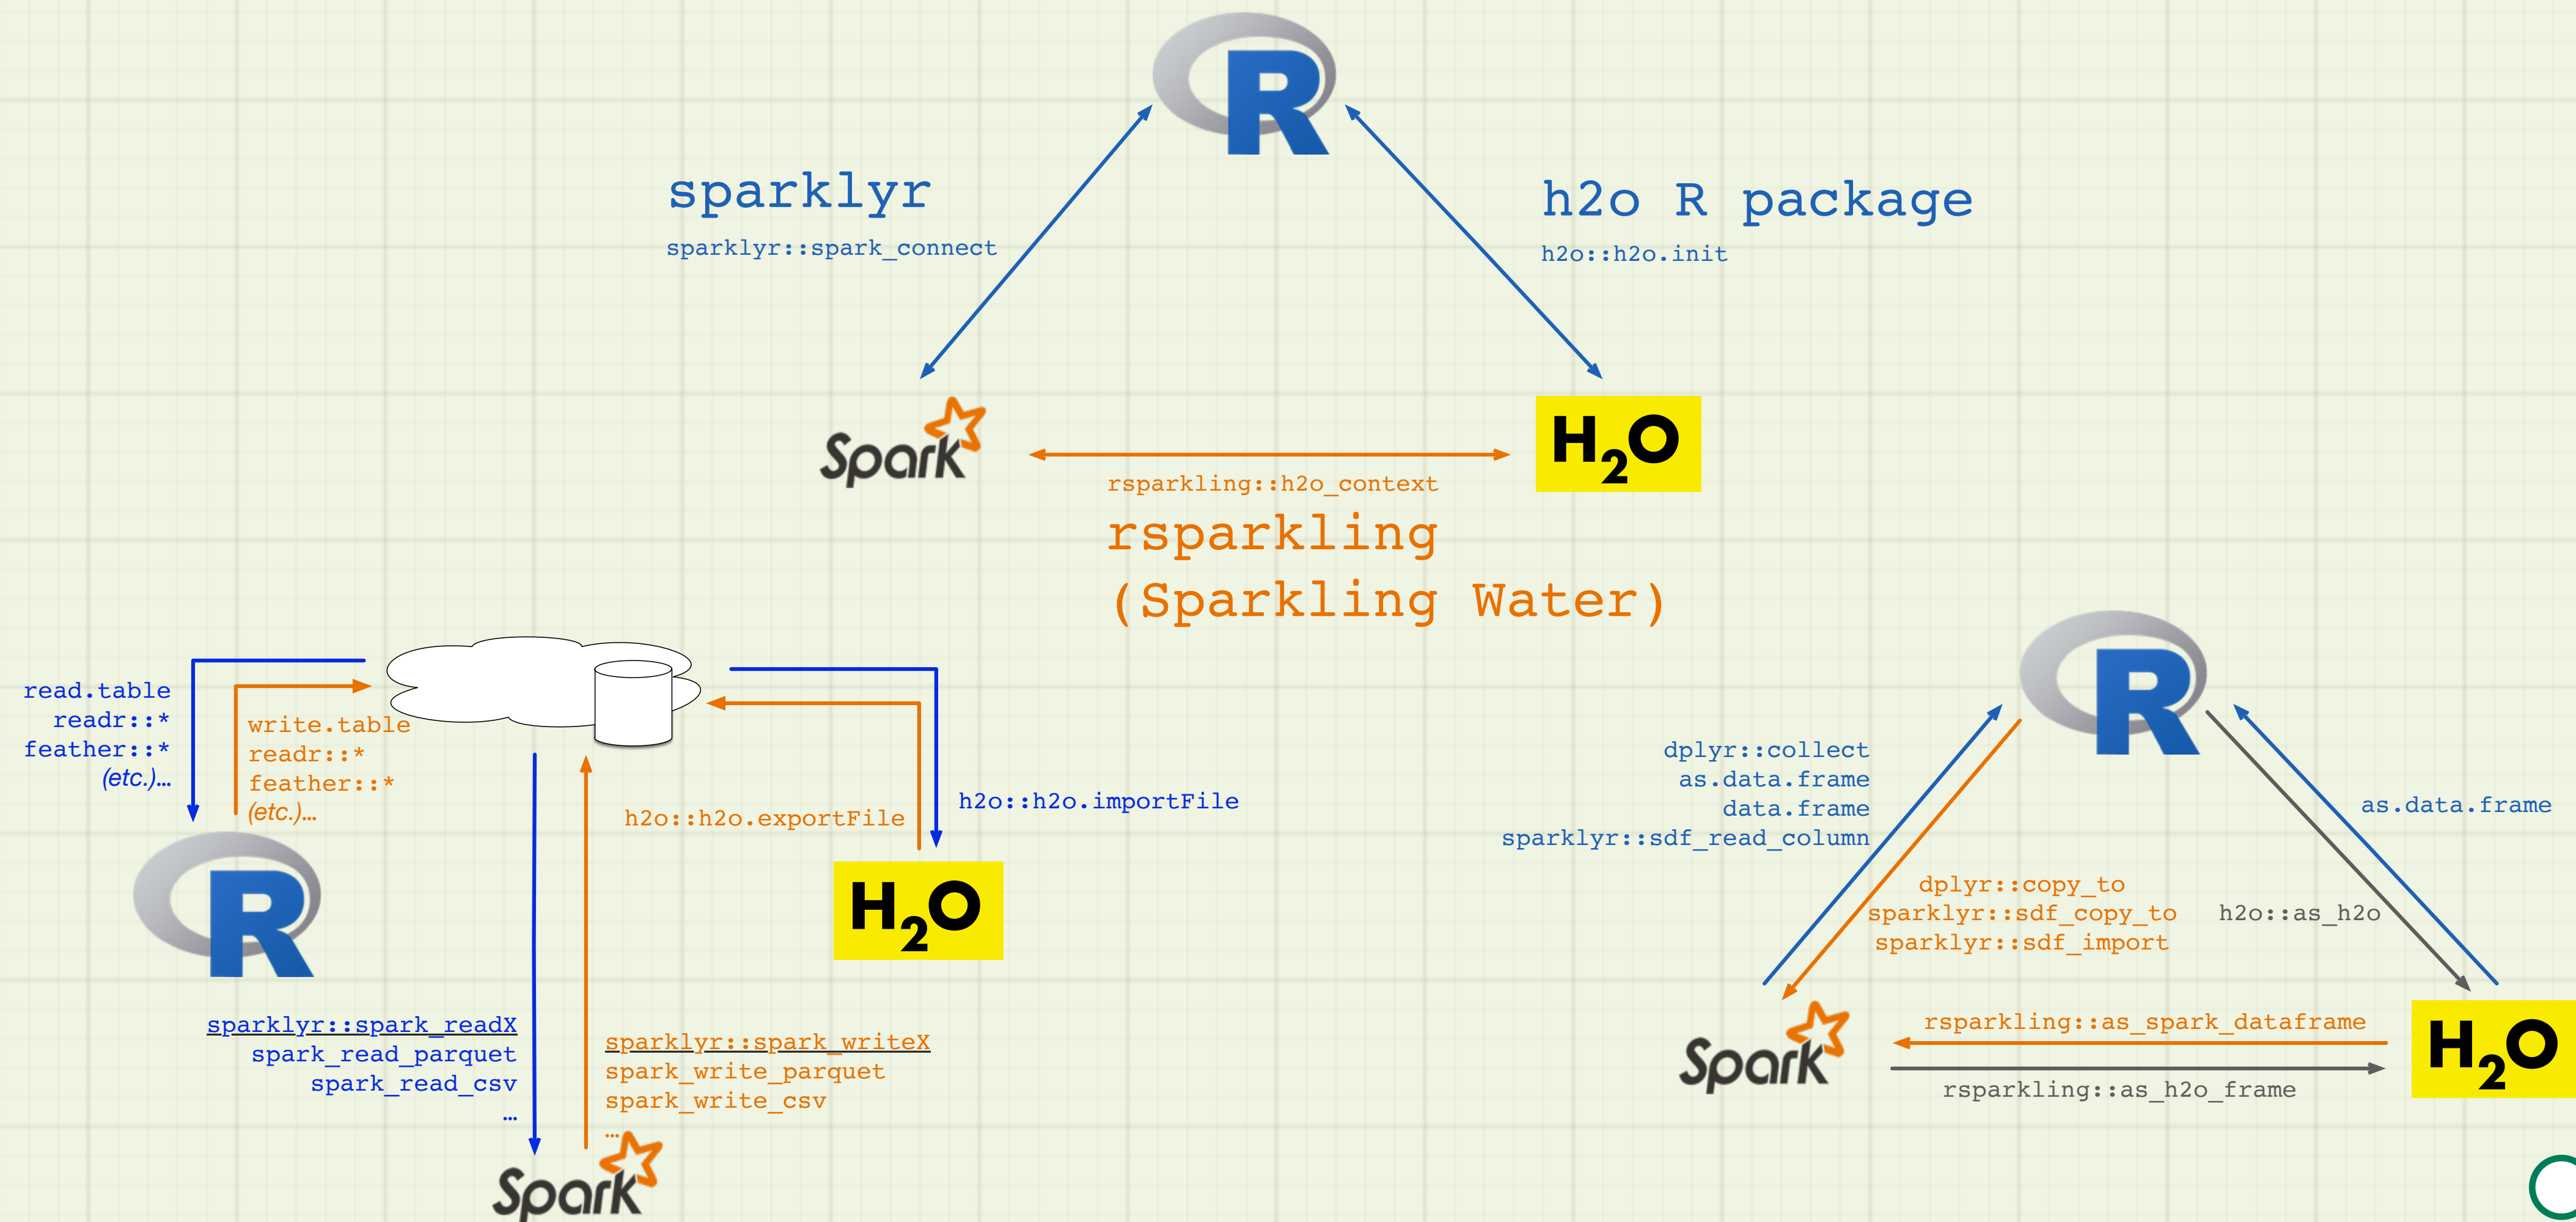 R
sparklyr
sparklyr::spark_connect
h2o R package
h2o::h2o.init
Spark
H2O
rsparkling::h2o_context
rsparkling
(Sparkling Water)
read.table
readr::*
feather::*
(etc.)…
write.table
readr::*
feather::*
(etc.)…
R
h2o::h2o.exportFile
h2o::h2o.importFile
H2O
sparklyr::spark_readX
spark_read_parquet
spark_read_csv
…
sparklyr::spark_writeX
spark_write_parquet
spark_write_csv
…
Spark
R
dplyr::collect
as.data.frame
data.frame
sparklyr::sdf_read_column
dplyr::copy_to
sparklyr::sdf_copy_to
sparklyr::sdf_import
h2o::as_h2o
as.data.frame
Spark
rsparkling::as_spark_dataframe
rsparkling::as_h2o_frame
H2O